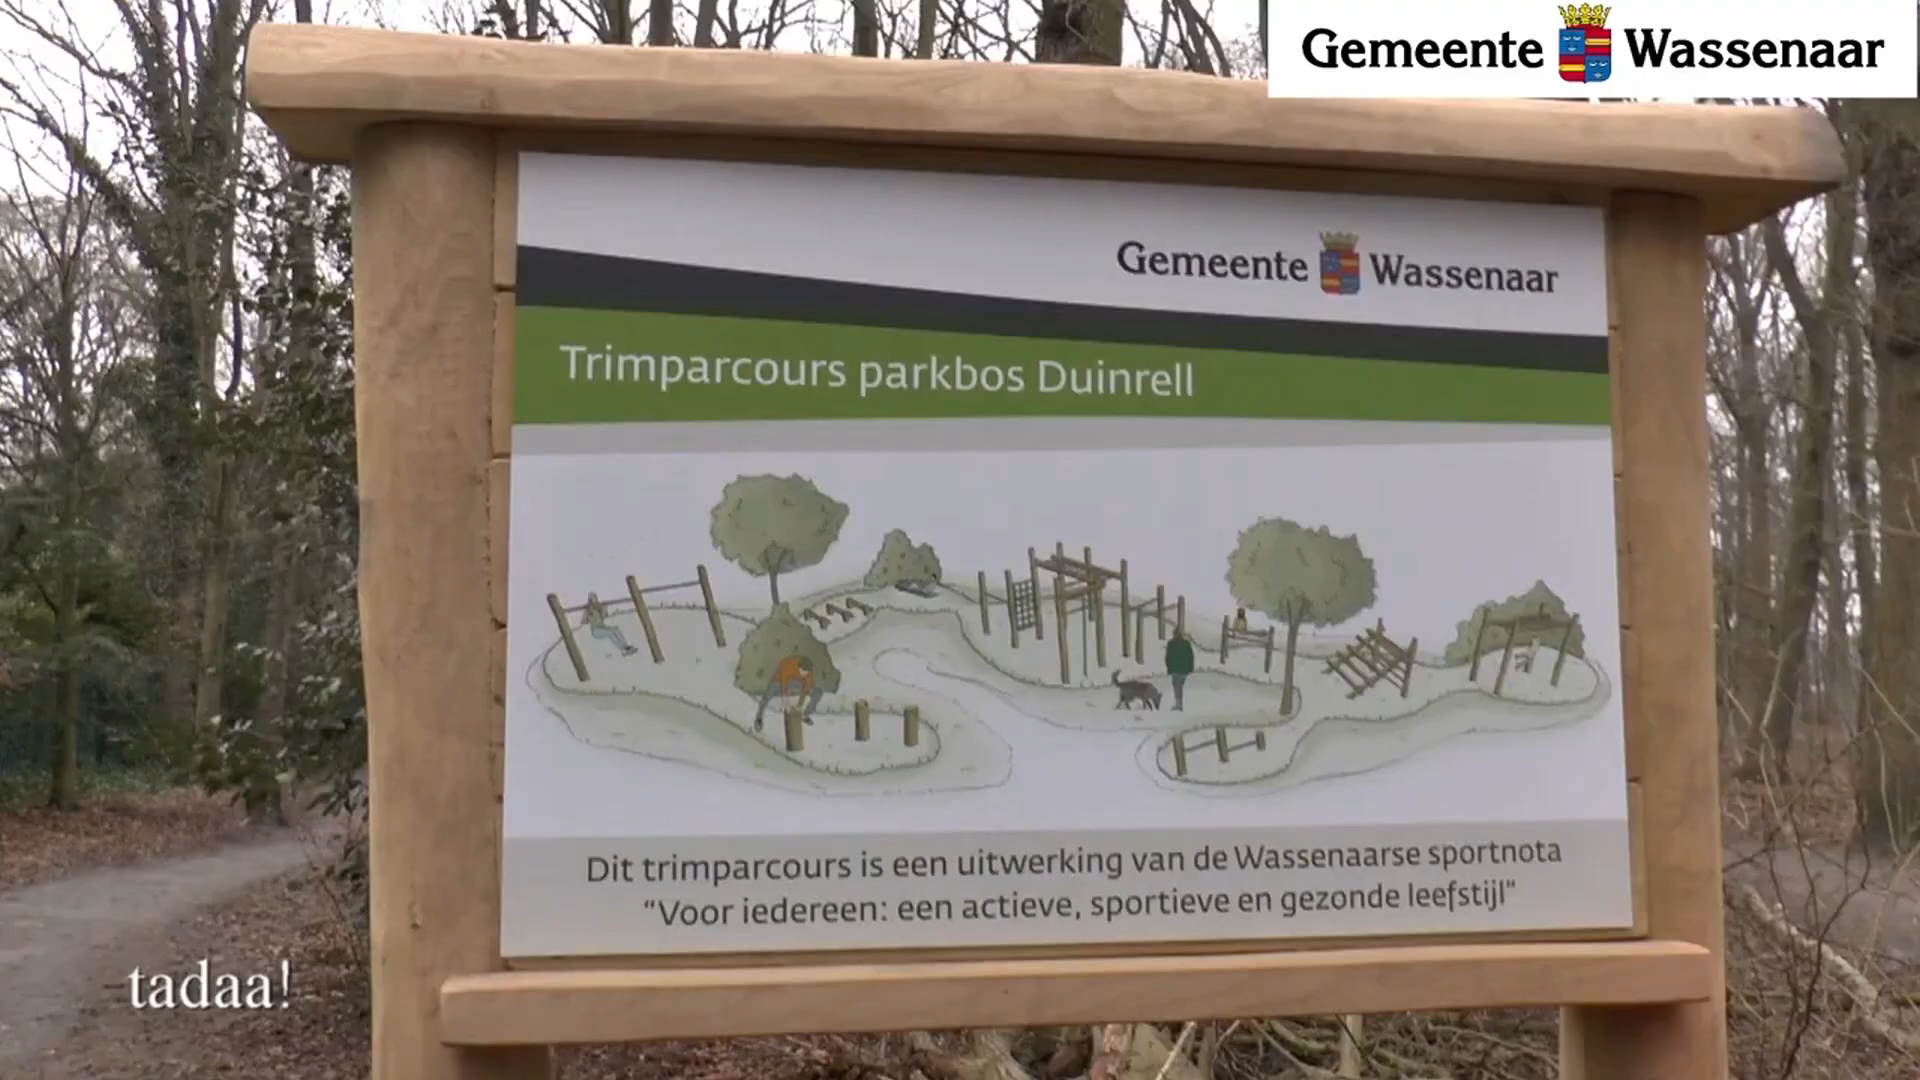 Gemeente Wassenaar
Gemeente Wassenaar
Trimparcours parkbos Duinrell
Dit trimparcours is een uitwerking van de Wassenaarse sportnota
“Voor iedereen: een actieve, sportieve en gezonde leefstijl”
tadaa!